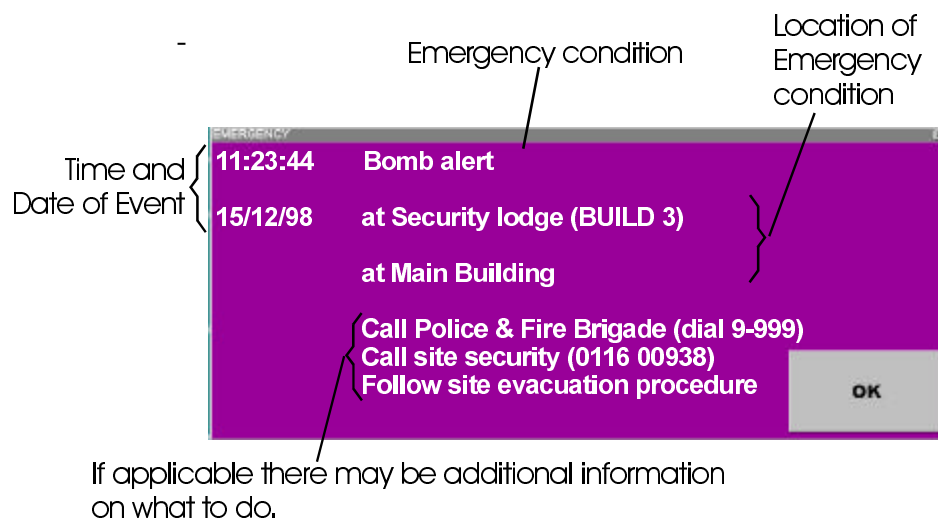 -
Emergency condition
Location of
Emergency
condition
EMERGENCY
Time and
Date of Event
11:23:44 Bomb alert
15/12/98 at Security lodge (BUILD 3)
at Main Building
Call Police & Fire Brigade (dial 9-999)
Call site security (0116 00938)
Follow site evacuation procedure
OK
If applicable there may be additional information
on what to do.